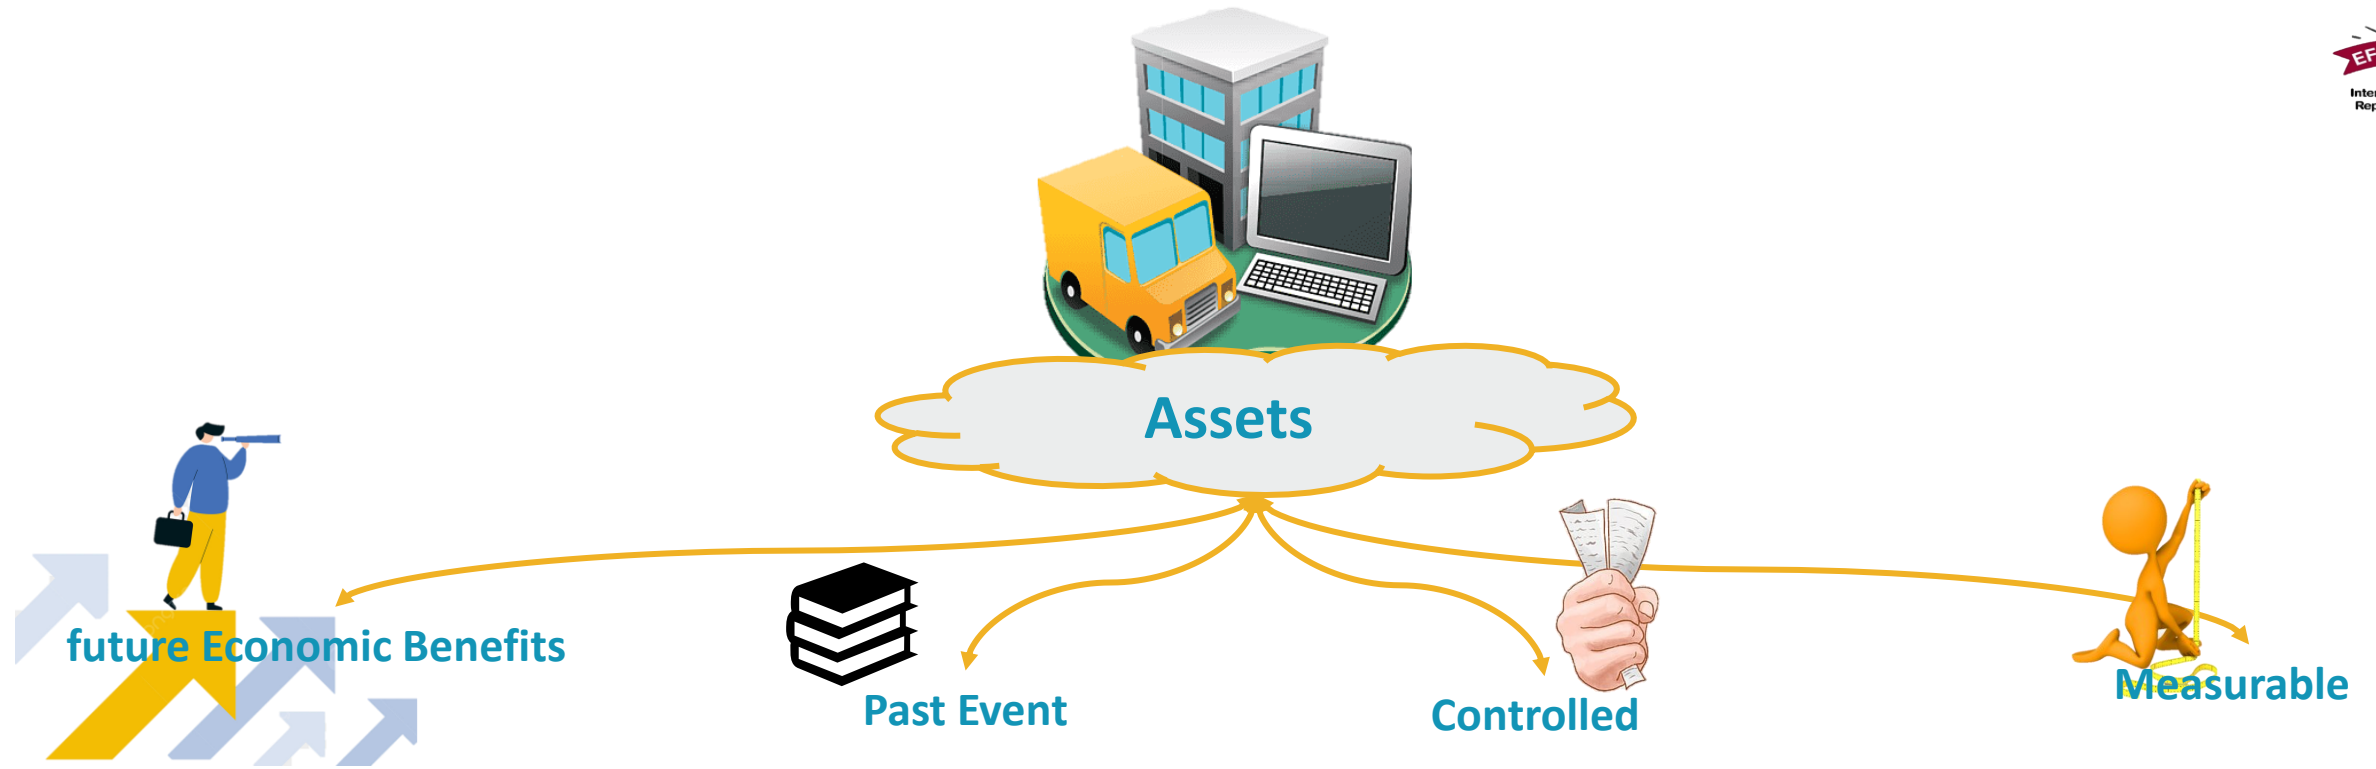 Assets
future Economic Benefits
Past Event
Controlled
Measurable